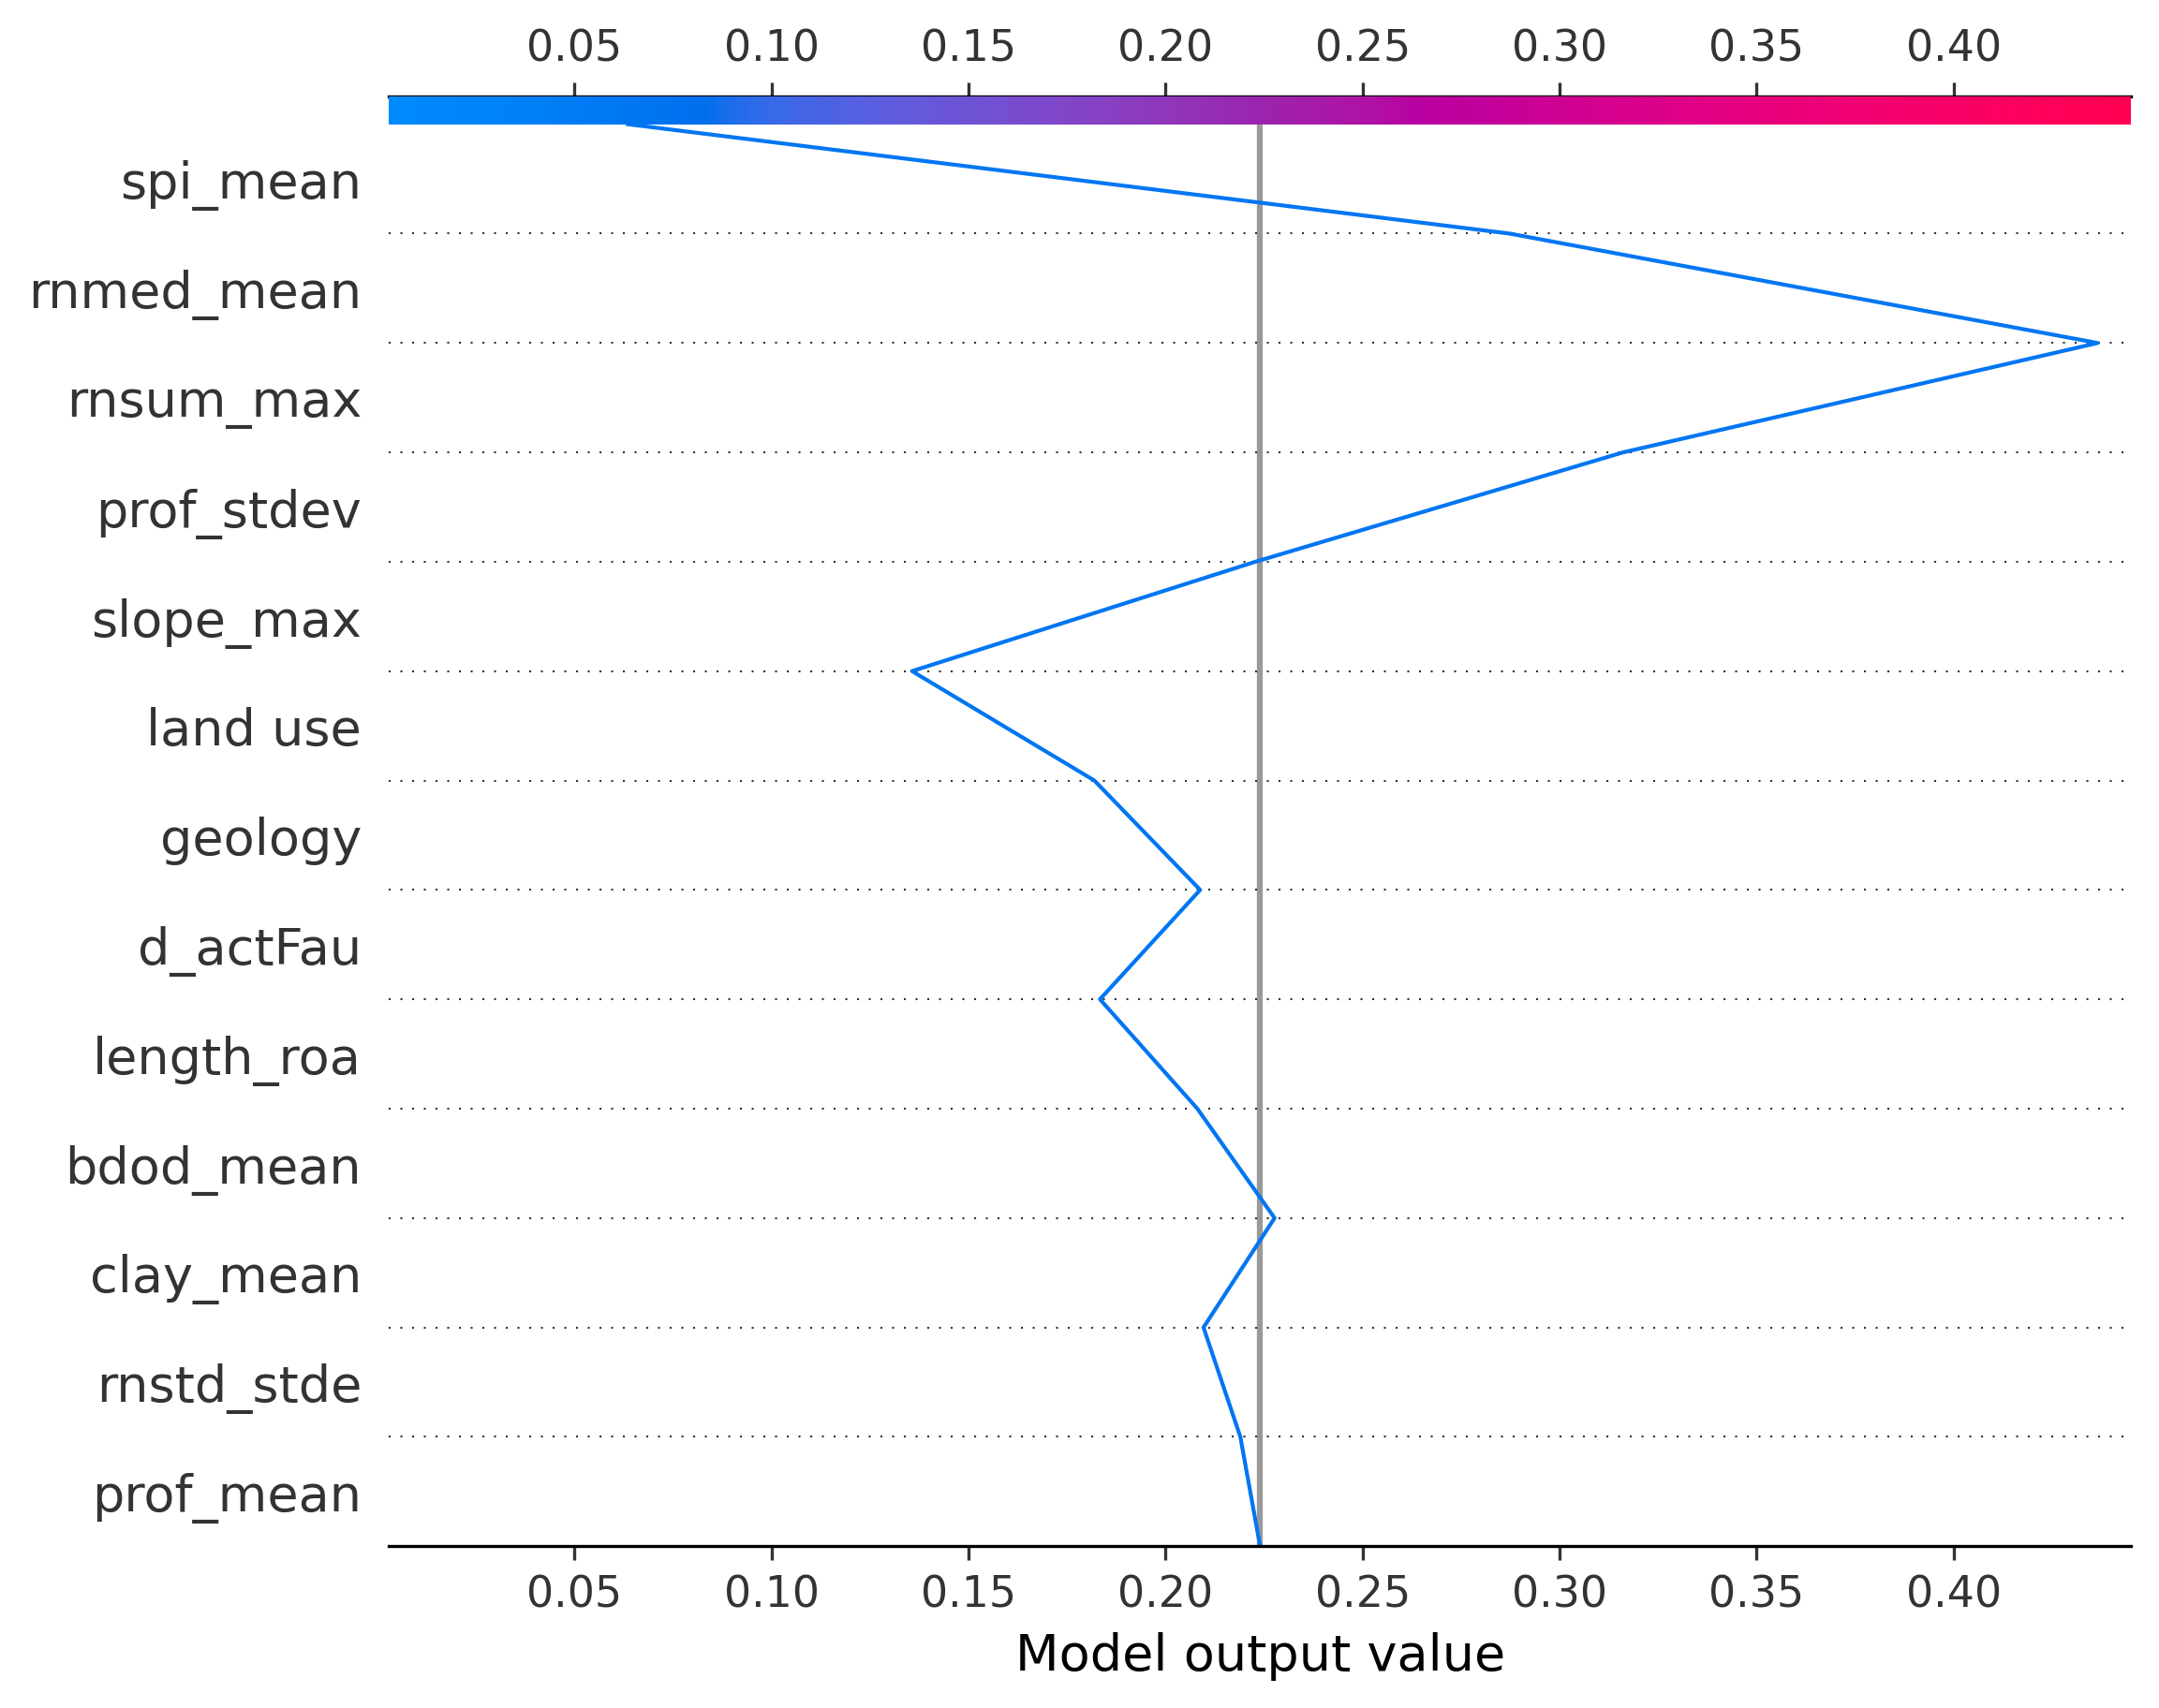 0.05 0.10 0.15 0.20 0.25 0.30 0.35 0.40
spi_mean
rnmed_mean
rnsum_max
prof_stdev
slope_max
land use
geology
d_actFau
length_roa
bdod_mean
clay_mean
rnstd_stde
prof_mean
0.05 0.10 0.15 0.20 0.25 0.30 0.35 0.40
Model output value